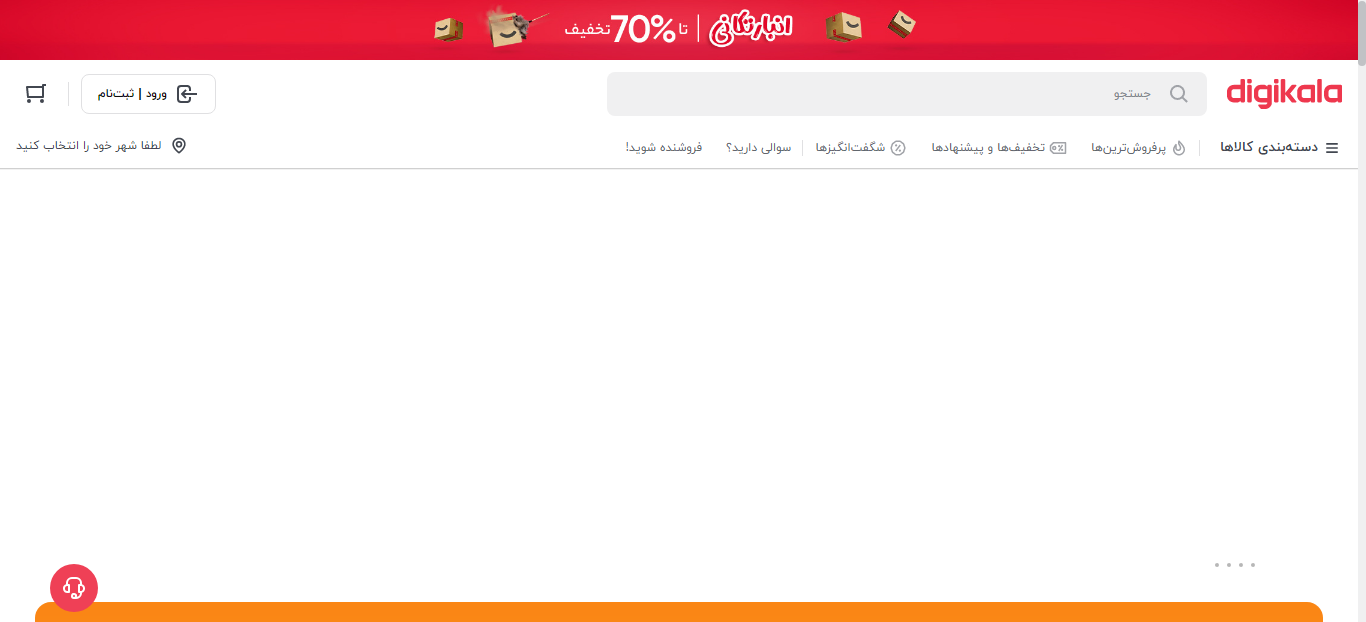 انبارتکانی | تا 70% تخفیف
digikala
جستجو
ورود | ثبت‌نام
دسته‌بندی کالاها
پرفروش‌ترین‌ها
تخفیف‌ها و پیشنهادها
شگفت‌انگیزها
سوالی دارید؟
فروشنده شوید!
لطفا شهر خود را انتخاب کنید